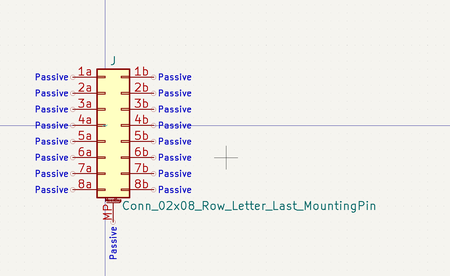 J
Passive 1a 1b Passive
Passive 2a 2b Passive
Passive 3a 3b Passive
Passive 4a 4b Passive
Passive 5a 5b Passive
Passive 6a 6b Passive
Passive 7a 7b Passive
Passive 8a 8b Passive
MP Conn_02x08_Row_Letter_Last_MountingPin
Passive